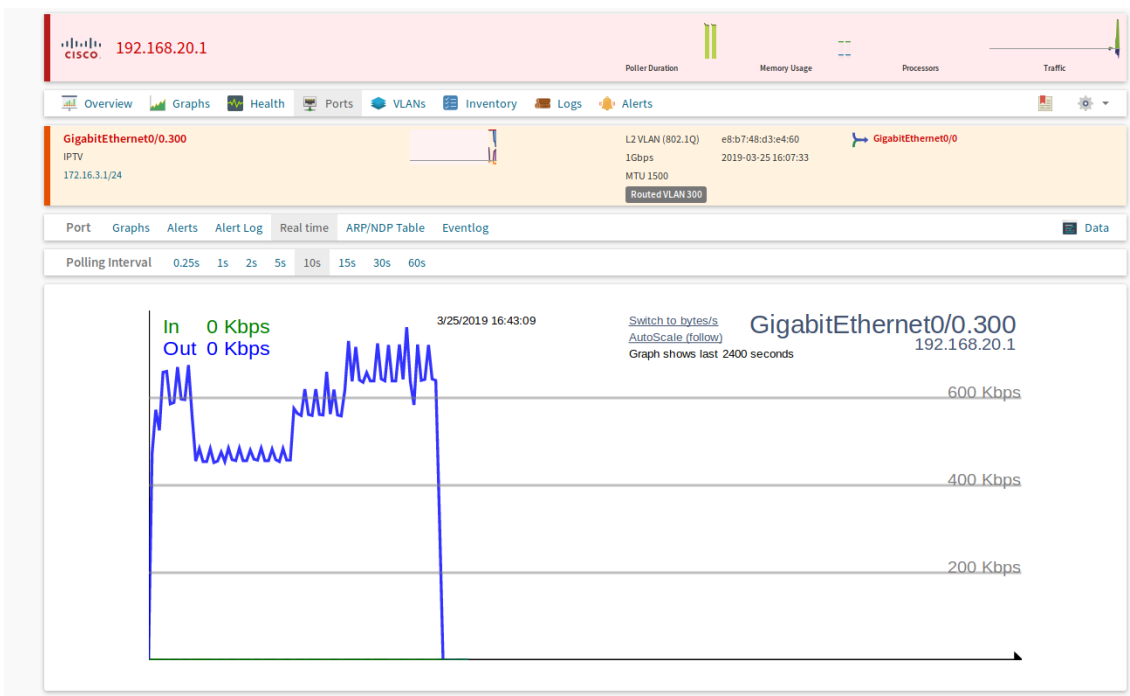 CISCO 192.168.20.1
Poller Duration Memory Usage Processors Traffic
Overview Graphs Health Ports VLANs Inventory Logs Alerts
GigabitEthernet0/0.300 L2 VLAN (802.1Q) e8:b7:48:d3:e4:60 GigabitEthernet0/0
IPTV 1Gbps 2019-03-25 16:07:33
172.16.3.1/24 MTU 1500
Routed VLAN 300
Port Graphs Alerts Alert Log Real time ARP/NDP Table Eventlog Data
Polling Interval 0.25s 1s 2s 5s 10s 15s 30s 60s
In 0 Kbps 3/25/2019 16:43:09 Switch to bytes/s GigabitEthernet0/0.300
Out 0 Kbps AutoScale (follow) 192.168.20.1
Graph shows last 2400 seconds
600 Kbps
400 Kbps
200 Kbps